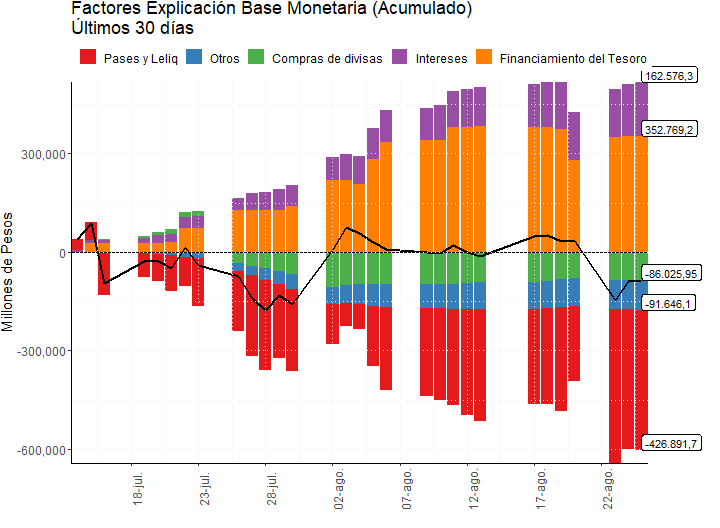 Factores Explicación Base Monetaria (Acumulado)
Últimos 30 días
Pases y Leliq Otros Compras de divisas Intereses Financiamiento del Tesoro
Millones de Pesos
300,000
0
-300,000
-600,000
162.576,3
352.769,2
-86.025,95
-91.646,1
-426.891,7
18-jul.
23-jul.
28-jul.
02-ago.
07-ago.
12-ago.
17-ago.
22-ago.